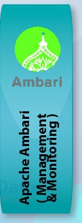 Ambari
Apache Ambari
( Management
& Monitoring )